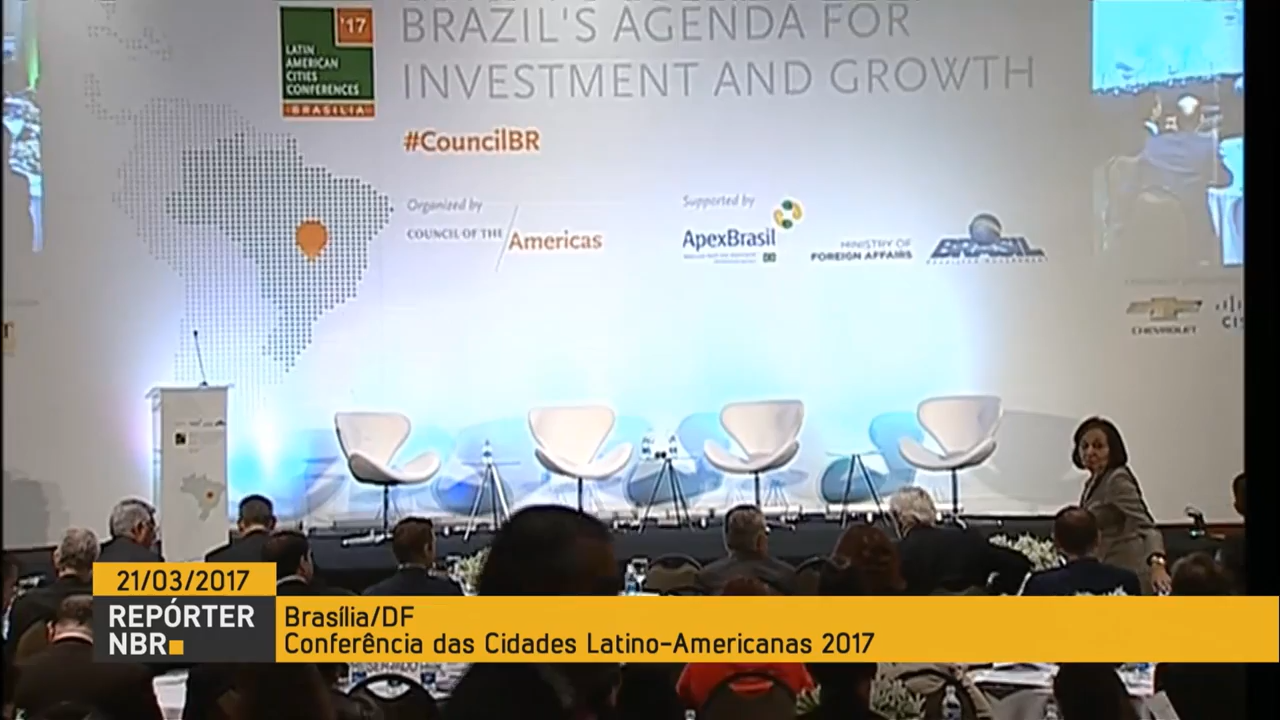 '17
LATIN
AMERICAN
CITIES
CONFERENCES
BRASÍLIA
BRAZIL'S AGENDA FOR
INVESTMENT AND GROWTH
#CouncilBR
Organized by
COUNCIL OF THE Americas
Supported by
ApexBrasil
MINISTRY OF
FOREIGN AFFAIRS
BRASIL
CHEVROLET
21/03/2017
REPÓRTER
NBR
Brasília/DF
Conferência das Cidades Latino-Americanas 2017